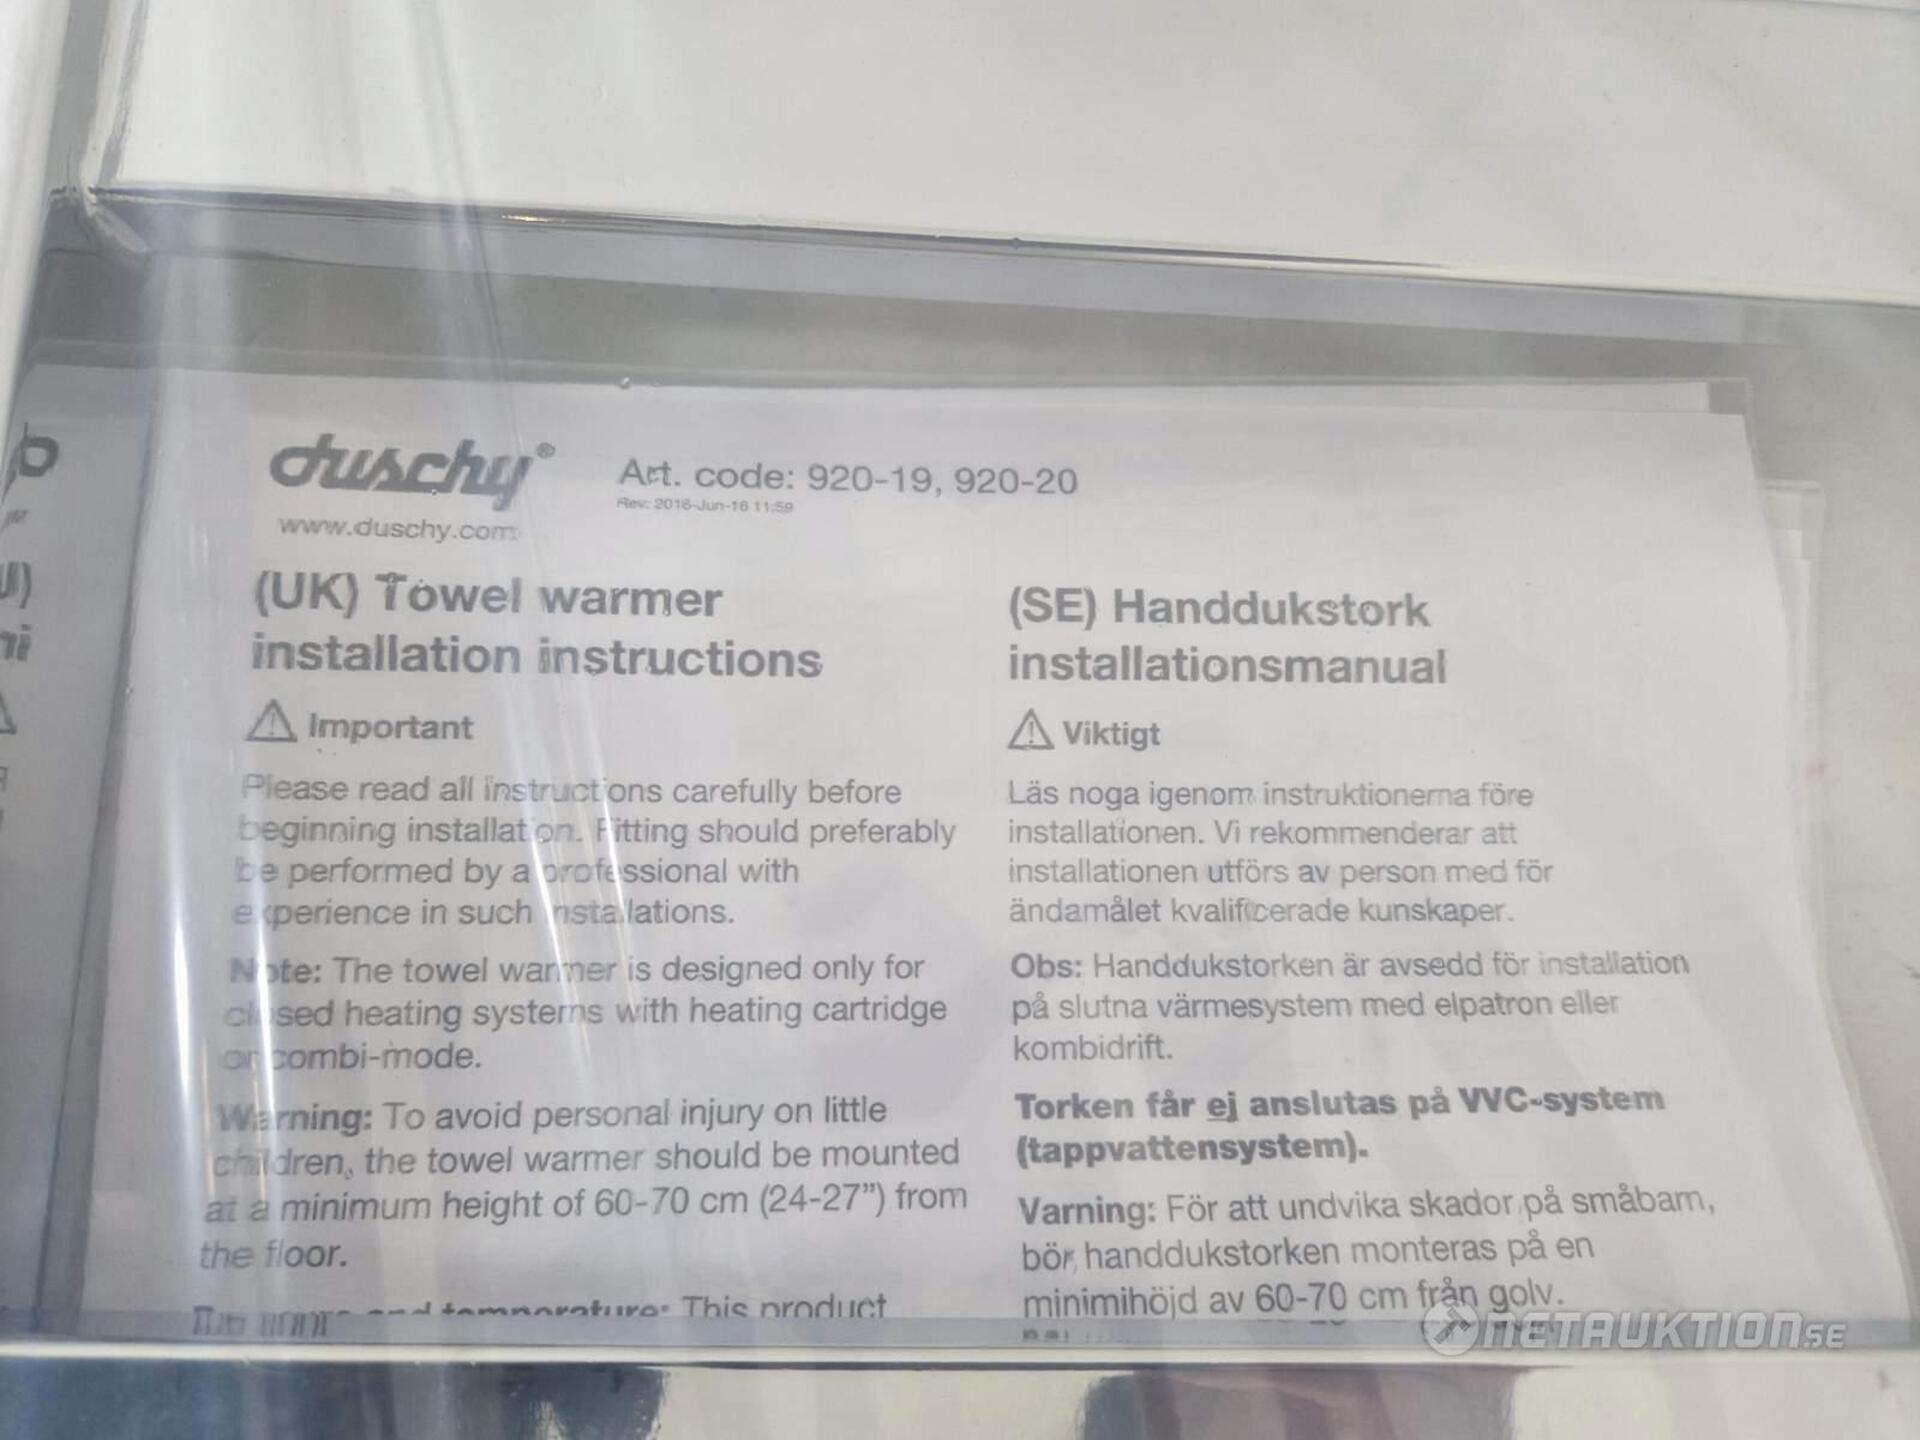 duschy®
www.duschy.com
Art. code: 920-19, 920-20
Rev: 2016-Jun-16 11:59
(UK) Towel warmer
installation instructions
Important
Please read all instructions carefully before
beginning installation. Fitting should preferably
be performed by a professional with
experience in such installations.
Note: The towel warmer is designed only for
closed heating systems with heating cartridge
or combi-mode.
Warning: To avoid personal injury on little
children, the towel warmer should be mounted
at a minimum height of 60-70 cm (24-27”) from
the floor.
and temperature: This product
(SE) Handdukstork
installationsmanual
Viktigt
Läs noga igenom instruktionerna före
installationen. Vi rekommenderar att
installationen utförs av person med för
ändamålet kvalificerade kunskaper.
Obs: Handdukstorken är avsedd för installation
på slutna värmesystem med elpatron eller
kombidrift.
Torken får ej anslutas på VVC-system
(tappvattensystem).
Varning: För att undvika skador på småbarn,
bör handdukstorken monteras på en
minimihöjd av 60-70 cm från golv.
NETAUKTION.SE